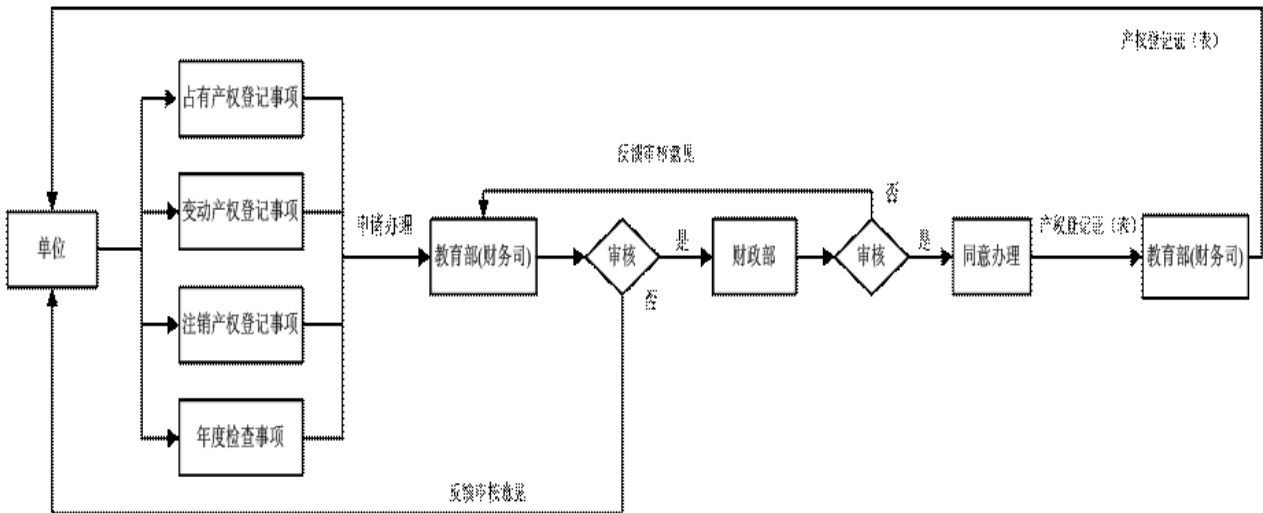 产权登记证（表）
占有产权登记事项
反馈审核意见
否
变动产权登记事项
单位
申请办理
教育部(财务司)
审核
是
财政部
审核
是
同意办理
产权登记证（表）
教育部(财务司)
否
注销产权登记事项
年度检查事项
反馈审核意见